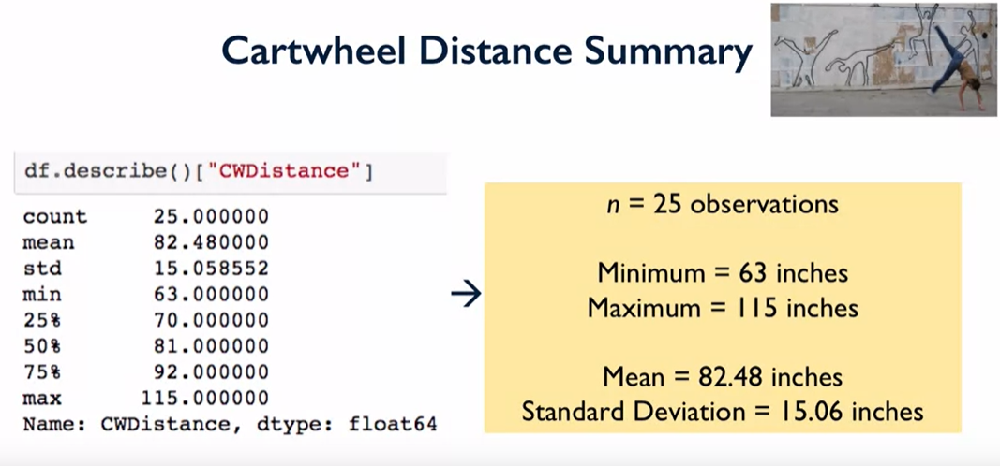 Cartwheel Distance Summary
df.describe()["CWDistance"]
count 25.000000
mean 82.480000
std 15.058552
min 63.000000
25% 70.000000
50% 81.000000
75% 92.000000
max 115.000000
Name: CWDistance, dtype: float64
→
n = 25 observations
Minimum = 63 inches
Maximum = 115 inches
Mean = 82.48 inches
Standard Deviation = 15.06 inches